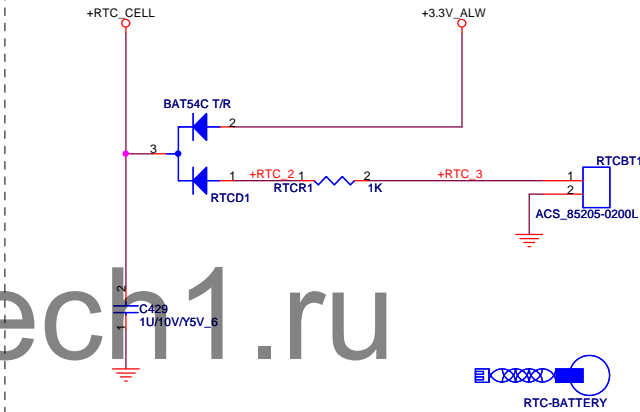 +RTC_CELL
+3.3V_ALW
BAT54C T/R
2
3
1
+RTC_2
1
2
+RTC_3
1
RTCBT1
RTCR1
1K
2
RTCD1
ACS_85205-0200L
2
C429
1U/10V/Y5V_6
1
ech1.ru
RTC-BATTERY